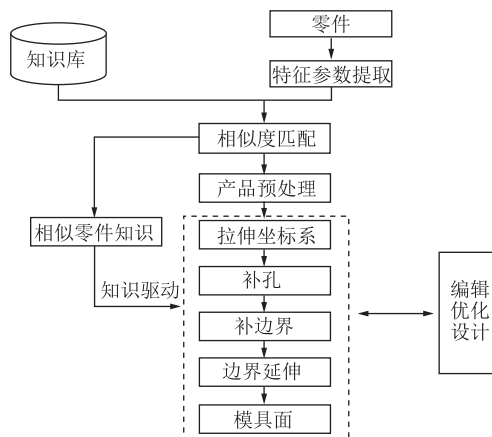 零件
知识库
特征参数提取
相似度匹配
产品预处理
相似零件知识
拉伸坐标系
知识驱动
补孔
补边界
边界延伸
模具面
编辑
优化
设计